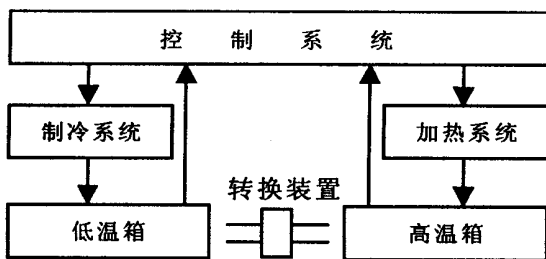 控制系统
制冷系统
加热系统
转换装置
低温箱
高温箱